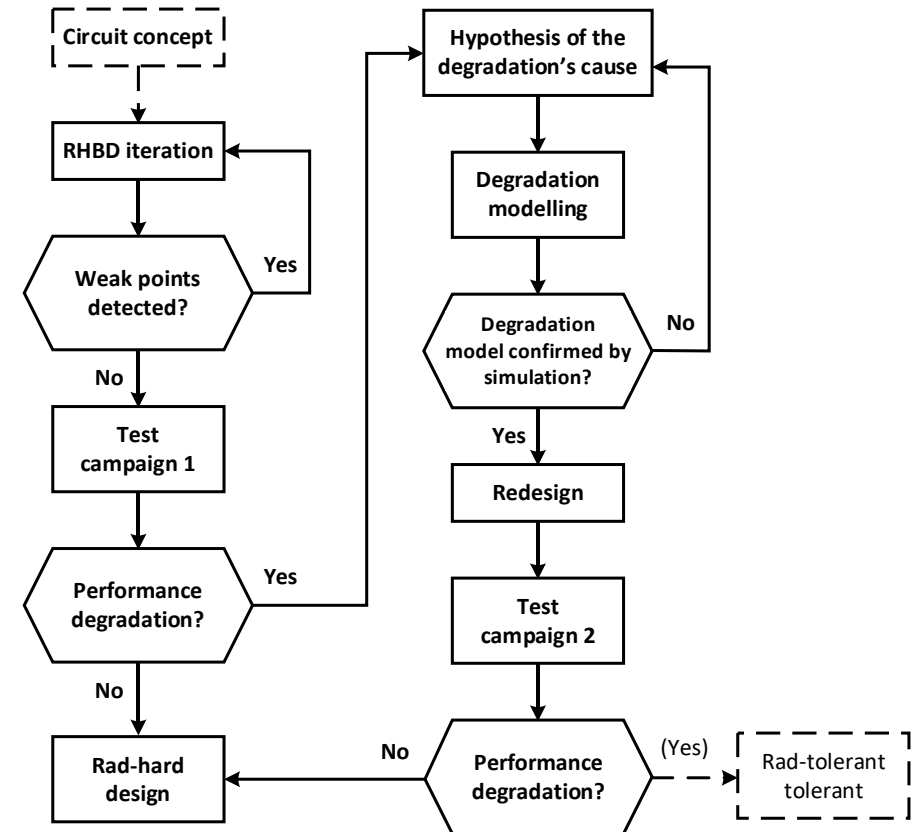 Circuit concept
RHBD iteration
Weak points
detected?
Yes
No
Test
campaign 1
Performance
degradation?
Yes
No
Rad-hard
design
Hypothesis of the
degradation's cause
Degradation
modelling
Degradation
model confirmed by
simulation?
No
Yes
Redesign
Test
campaign 2
Performance
degradation?
No
(Yes)
Rad-tolerant
tolerant